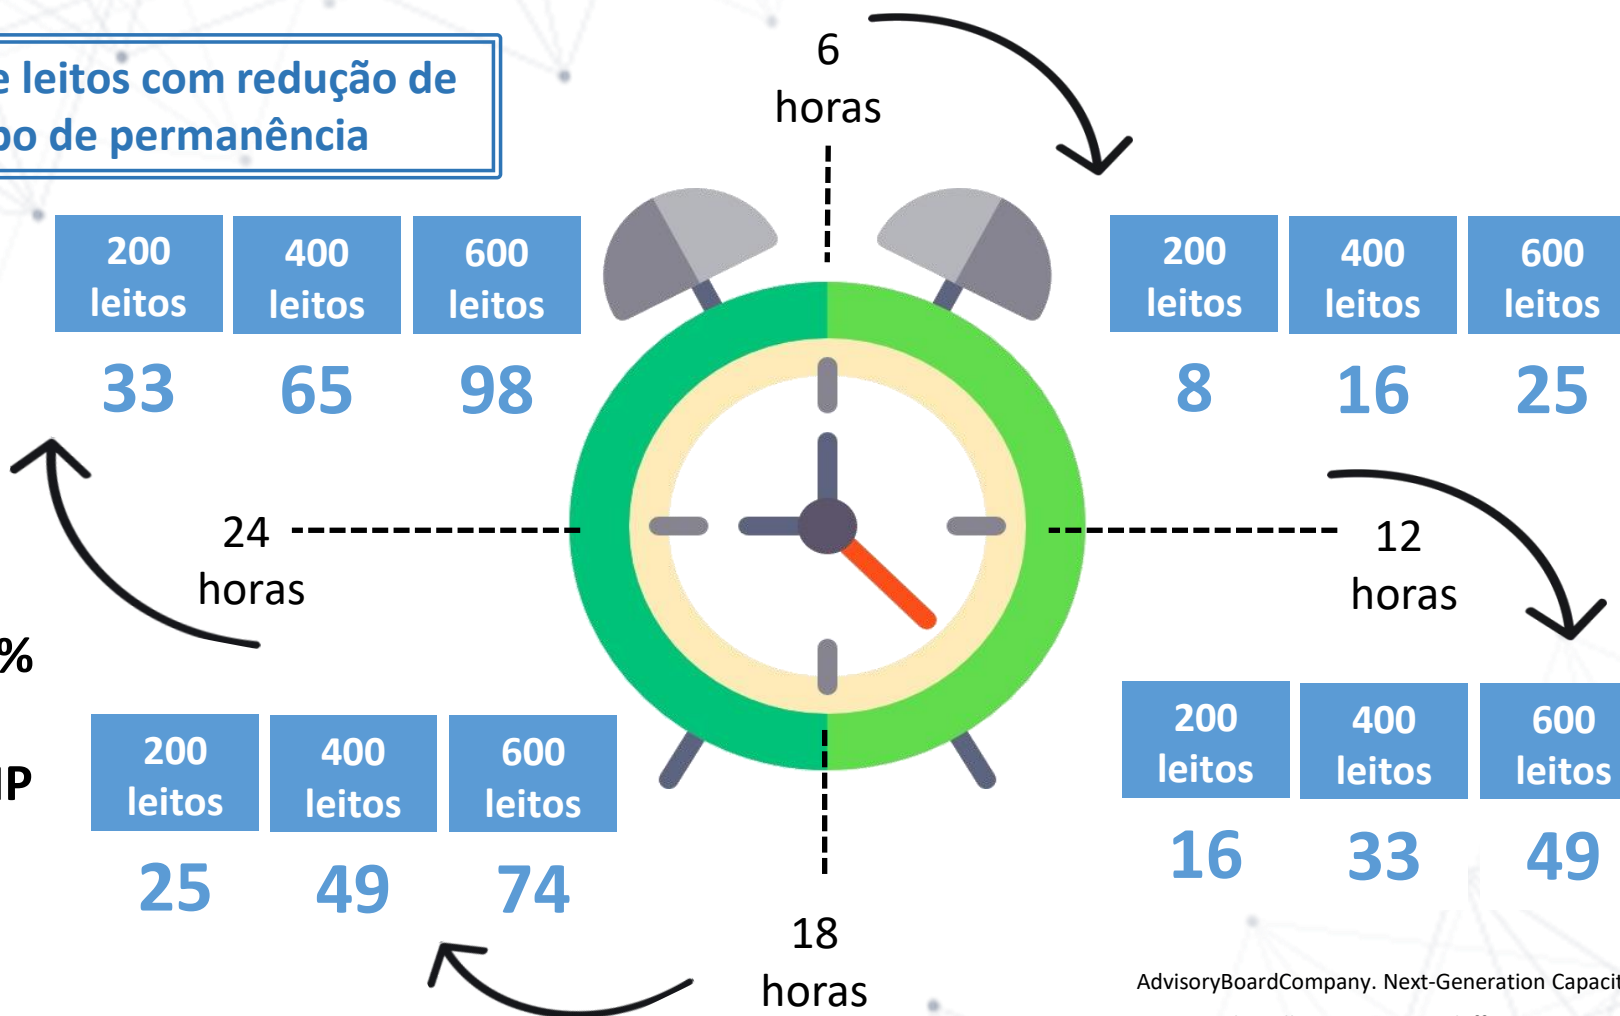 e leitos com redução de
po de permanência
6
horas
200
leitos
400
leitos
600
leitos
33
65
98
200
leitos
400
leitos
600
leitos
8
16
25
24
horas
12
horas
%
IP
200
leitos
400
leitos
600
leitos
25
49
74
200
leitos
400
leitos
600
leitos
16
33
49
18
horas
AdvisoryBoardCompany. Next-Generation Capacit